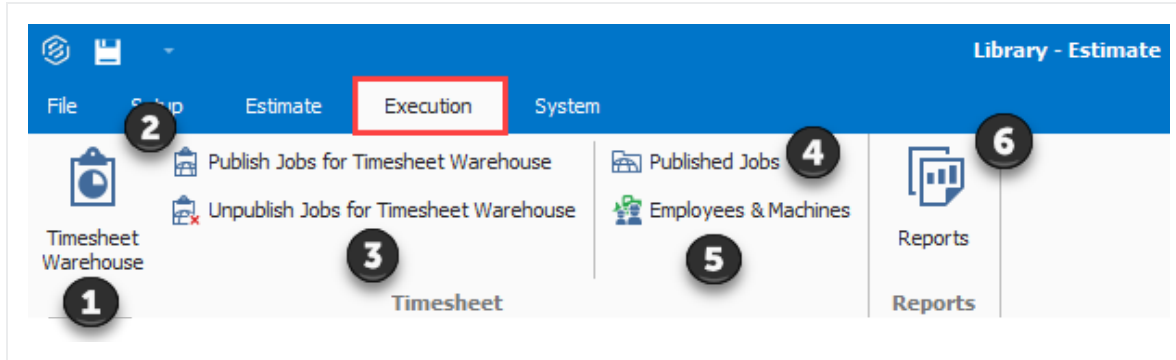 Library - Estimate
File Setup Estimate Execution System
2
4
6
Publish Jobs for Timesheet Warehouse
Published Jobs
Unpublish Jobs for Timesheet Warehouse
Employees & Machines
Timesheet
Warehouse
Reports
3
5
1
Timesheet
Reports